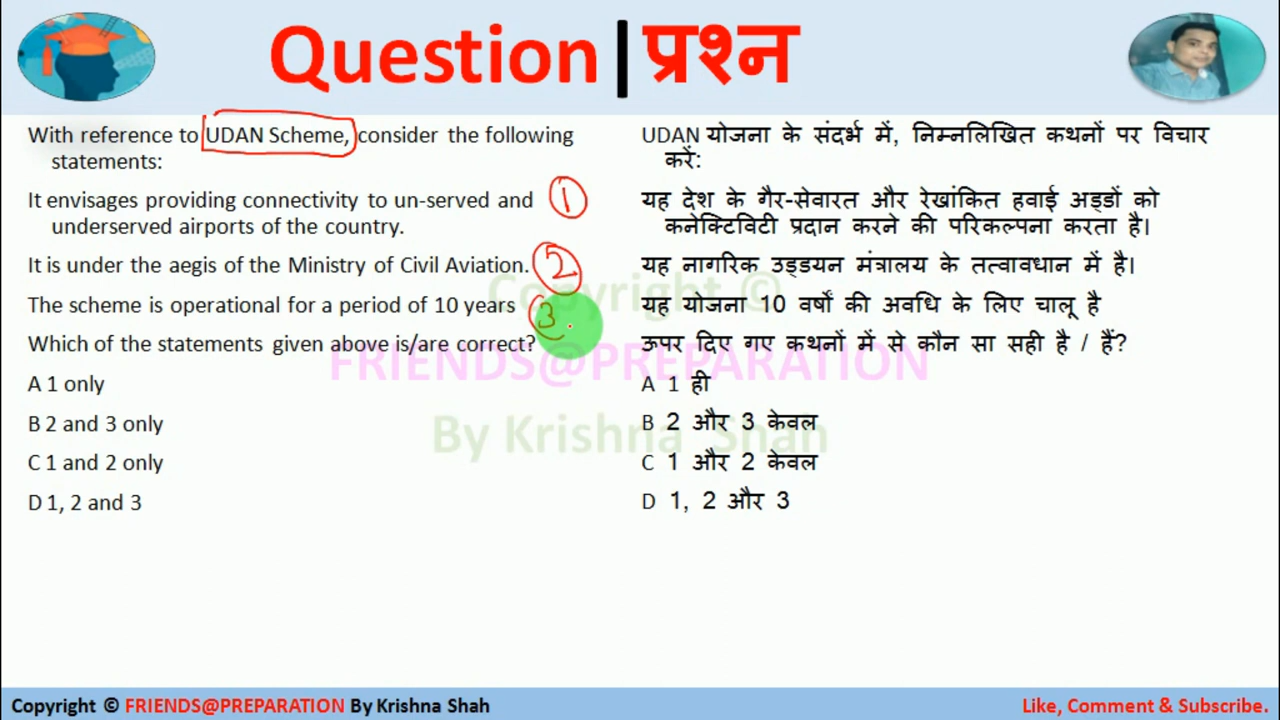 Question|प्रश्न
With reference to UDAN Scheme, consider the following
statements:
It envisages providing connectivity to un-served and
underserved airports of the country.
1
It is under the aegis of the Ministry of Civil Aviation.
2
The scheme is operational for a period of 10 years
3
Which of the statements given above is/are correct?
A 1 only
B 2 and 3 only
C 1 and 2 only
D 1, 2 and 3
UDAN योजना के संदर्भ में, निम्नलिखित कथनों पर विचार
करें:
यह देश के गैर-सेवारत और रेखांकित हवाई अड्डों को
कनेक्टिविटी प्रदान करने की परिकल्पना करता है।
यह नागरिक उड्डयन मंत्रालय के तत्वावधान में है।
यह योजना 10 वर्षों की अवधि के लिए चालू है
ऊपर दिए गए कथनों में से कौन सा सही है / हैं?
A 1 ही
B 2 और 3 केवल
C 1 और 2 केवल
D 1, 2 और 3
Copyright ©
FRIENDS@PREPARATION
By Krishna Shah
Copyright © FRIENDS@PREPARATION By Krishna Shah
Like, Comment & Subscribe.